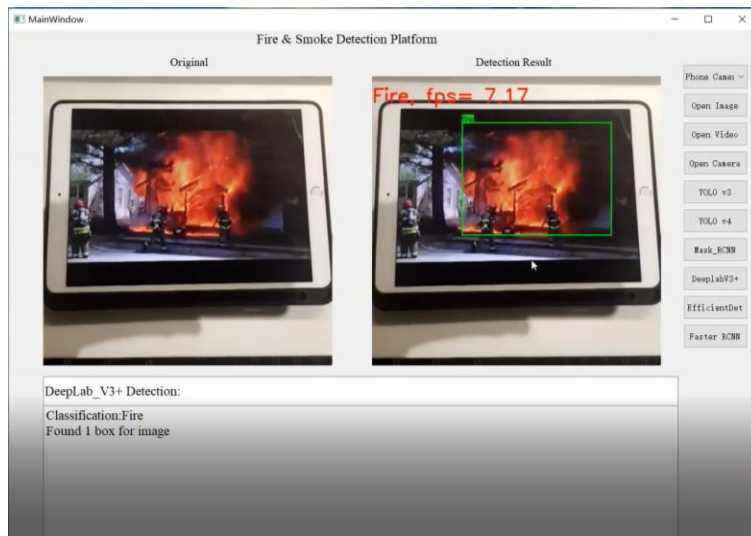 MainWindow
Fire & Smoke Detection Platform
Original
Detection Result
Fire, fps= 7.17
Fire
Phone Camer
Open Image
Open Video
Open Camera
YOLO v3
YOLO v4
Mask_RCNN
DeeplabV3+
EfficientDet
Faster RCNN
DeepLab_V3+ Detection:
Classification:Fire
Found 1 box for image